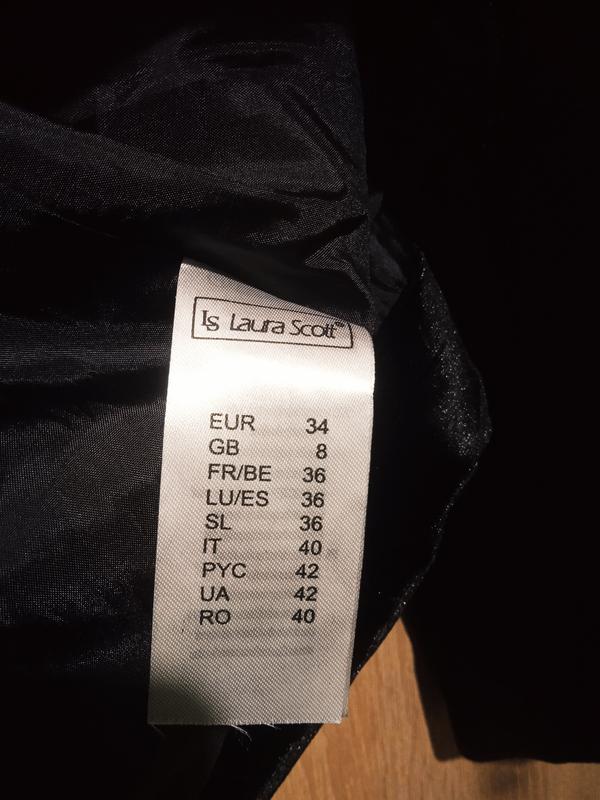 Ls Laura Scott™
EUR 34
GB 8
FR/BE 36
LU/ES 36
SL 36
IT 40
PYC 42
UA 42
RO 40